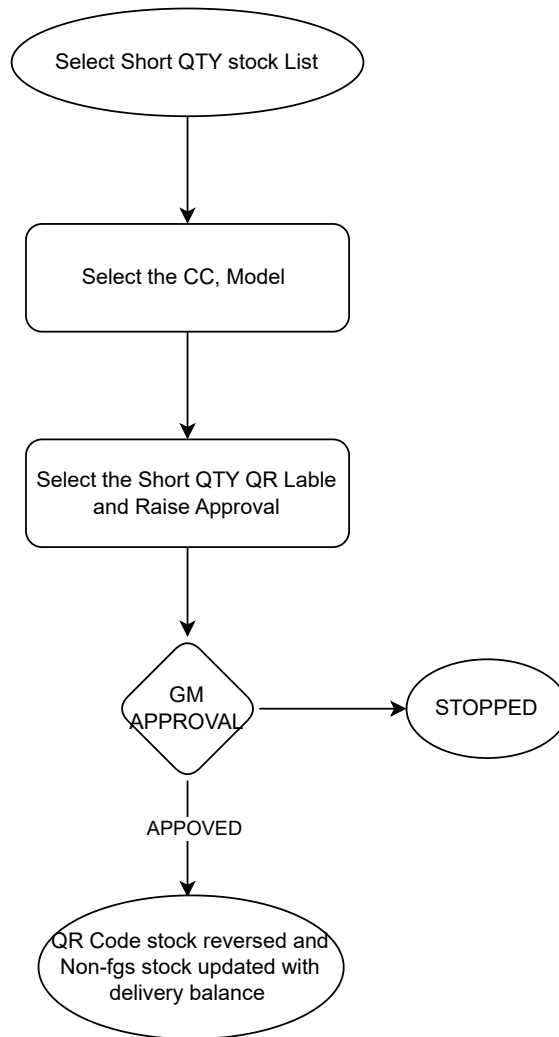 Select Short QTY stock List
Select the CC, Model
Select the Short QTY QR Lable
and Raise Approval
GM
APPROVAL
STOPPED
APPOVED
QR Code stock reversed and
Non-fgs stock updated with
delivery balance